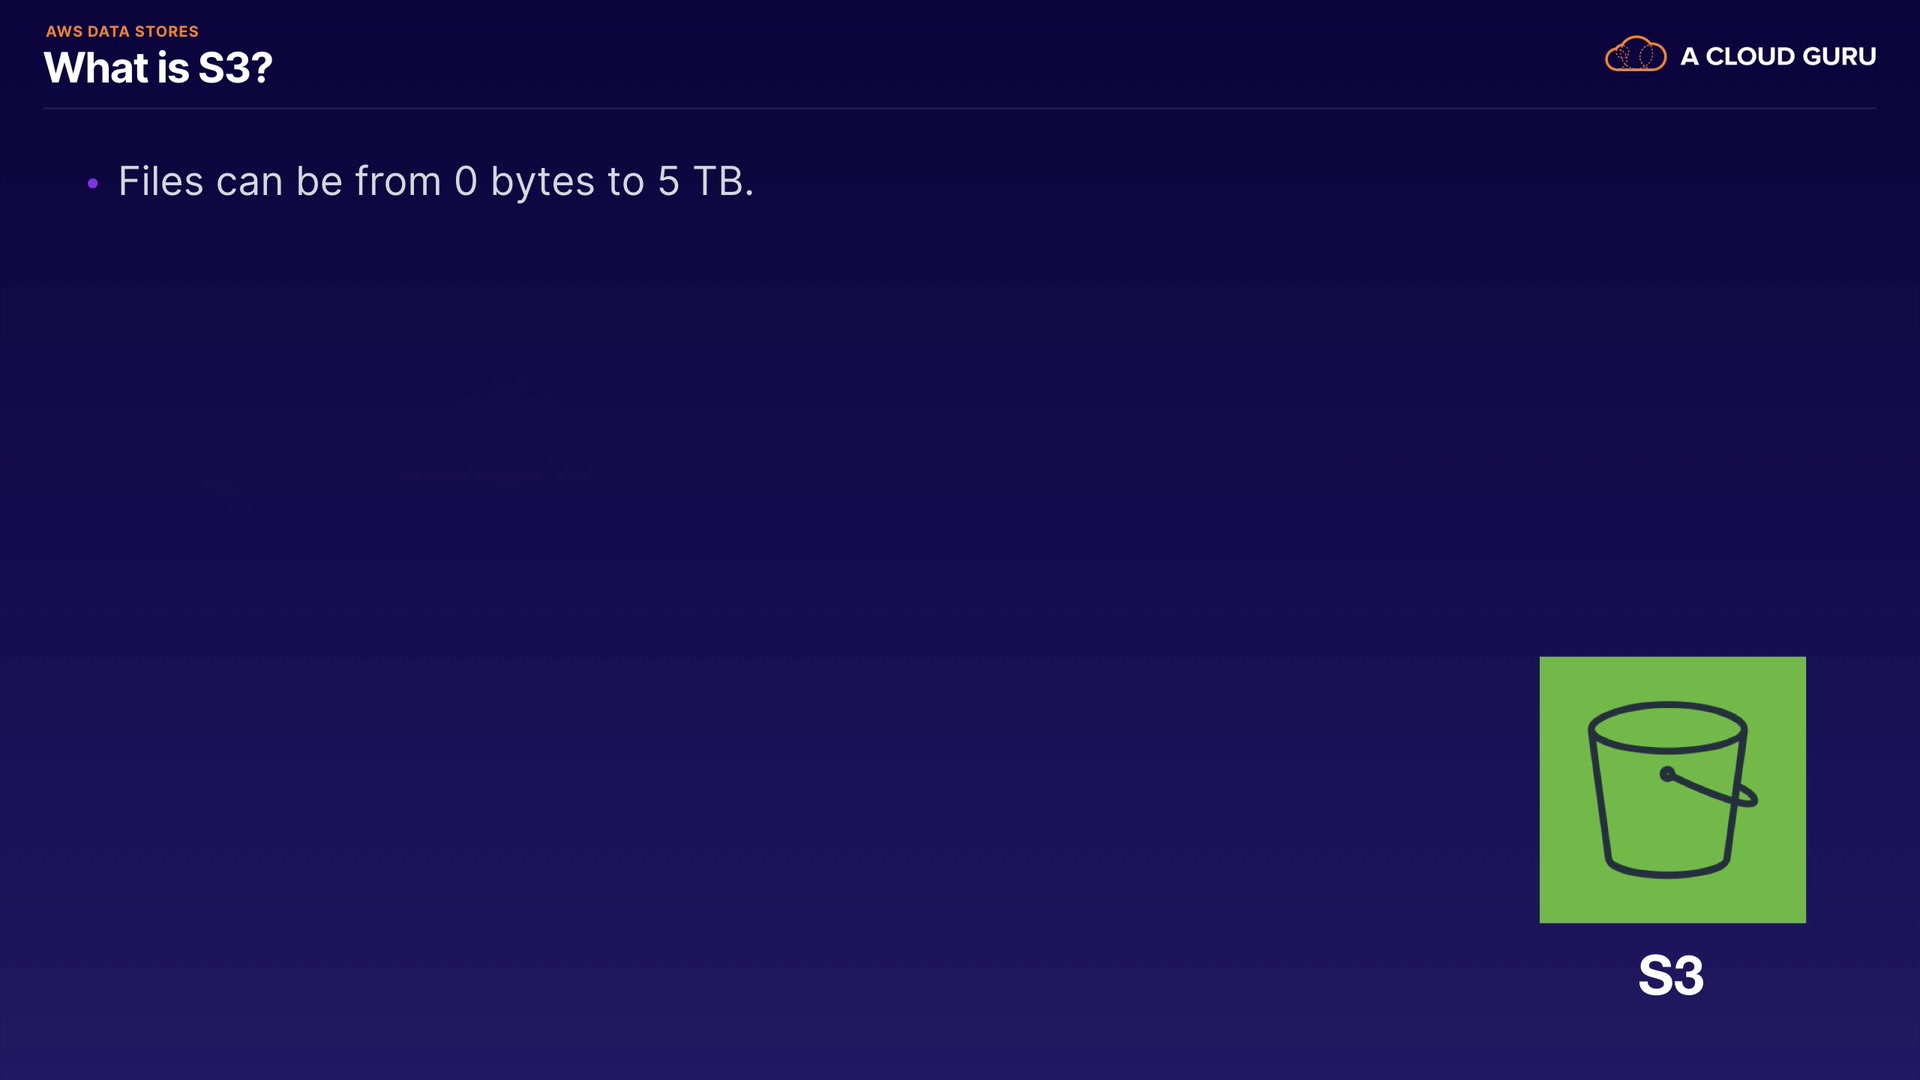 AWS DATA STORES
What is S3?
A CLOUD GURU
• Files can be from 0 bytes to 5 TB.
S3